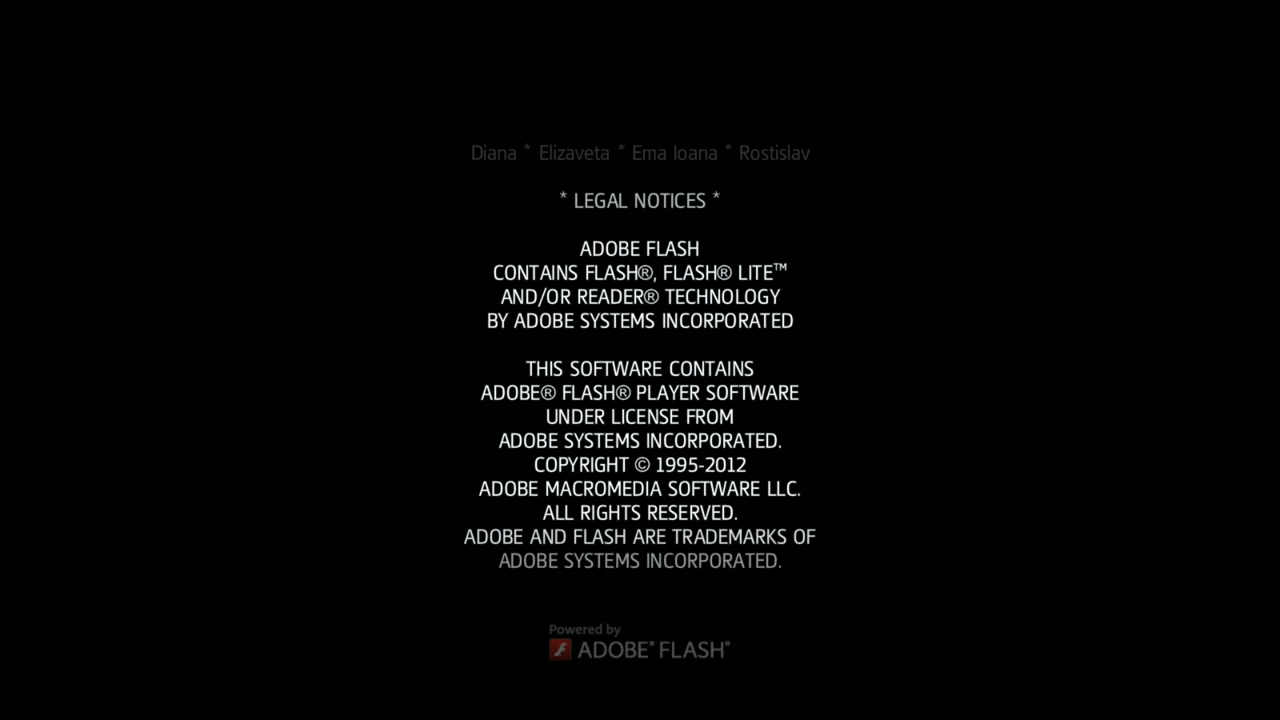 Diana * Elizaveta * Ema Ioana * Rostislav
* LEGAL NOTICES *
ADOBE FLASH
CONTAINS FLASH®, FLASH® LITE™
AND/OR READER® TECHNOLOGY
BY ADOBE SYSTEMS INCORPORATED
THIS SOFTWARE CONTAINS
ADOBE® FLASH® PLAYER SOFTWARE
UNDER LICENSE FROM
ADOBE SYSTEMS INCORPORATED.
COPYRIGHT © 1995-2012
ADOBE MACROMEDIA SOFTWARE LLC.
ALL RIGHTS RESERVED.
ADOBE AND FLASH ARE TRADEMARKS OF
ADOBE SYSTEMS INCORPORATED.
Powered by
ADOBE® FLASH®